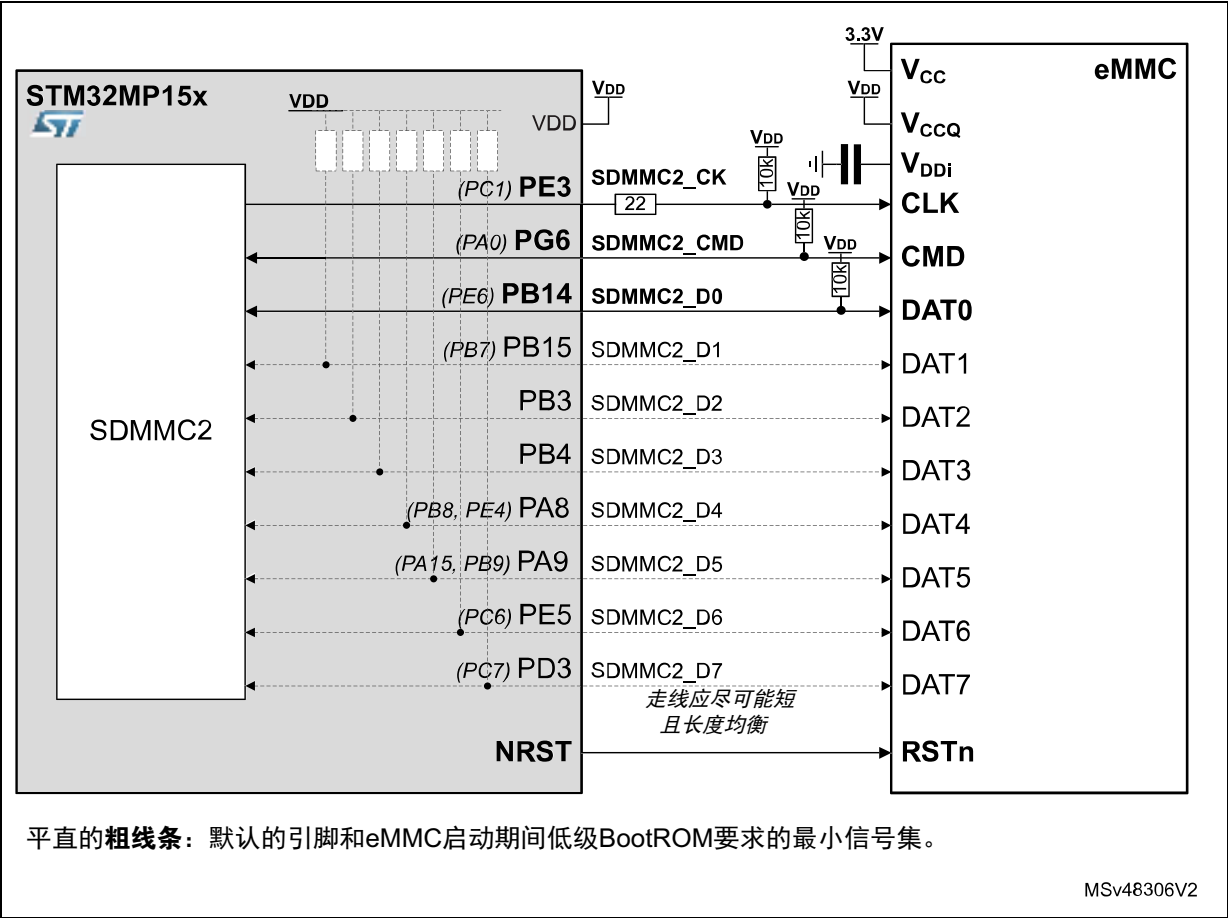 3.3V
STM32MP15x
ST
VDD
VDD
VDD
VCC
eMMC
VDD
VCCQ
VDD
10k
VDDi
(PC1) PE3
SDMMC2_CK
22
CLK
VDD
10k
(PA0) PG6
SDMMC2_CMD
CMD
VDD
10k
(PE6) PB14
SDMMC2_D0
DAT0
(PB7) PB15
SDMMC2_D1
DAT1
SDMMC2
PB3
SDMMC2_D2
DAT2
PB4
SDMMC2_D3
DAT3
(PB8, PE4) PA8
SDMMC2_D4
DAT4
(PA15, PB9) PA9
SDMMC2_D5
DAT5
(PC6) PE5
SDMMC2_D6
DAT6
(PC7) PD3
SDMMC2_D7
DAT7
走线应尽可能短
且长度均衡
NRST
RSTn
平直的粗线条：默认的引脚和eMMC启动期间低级BootROM要求的最小信号集。
MSv48306V2